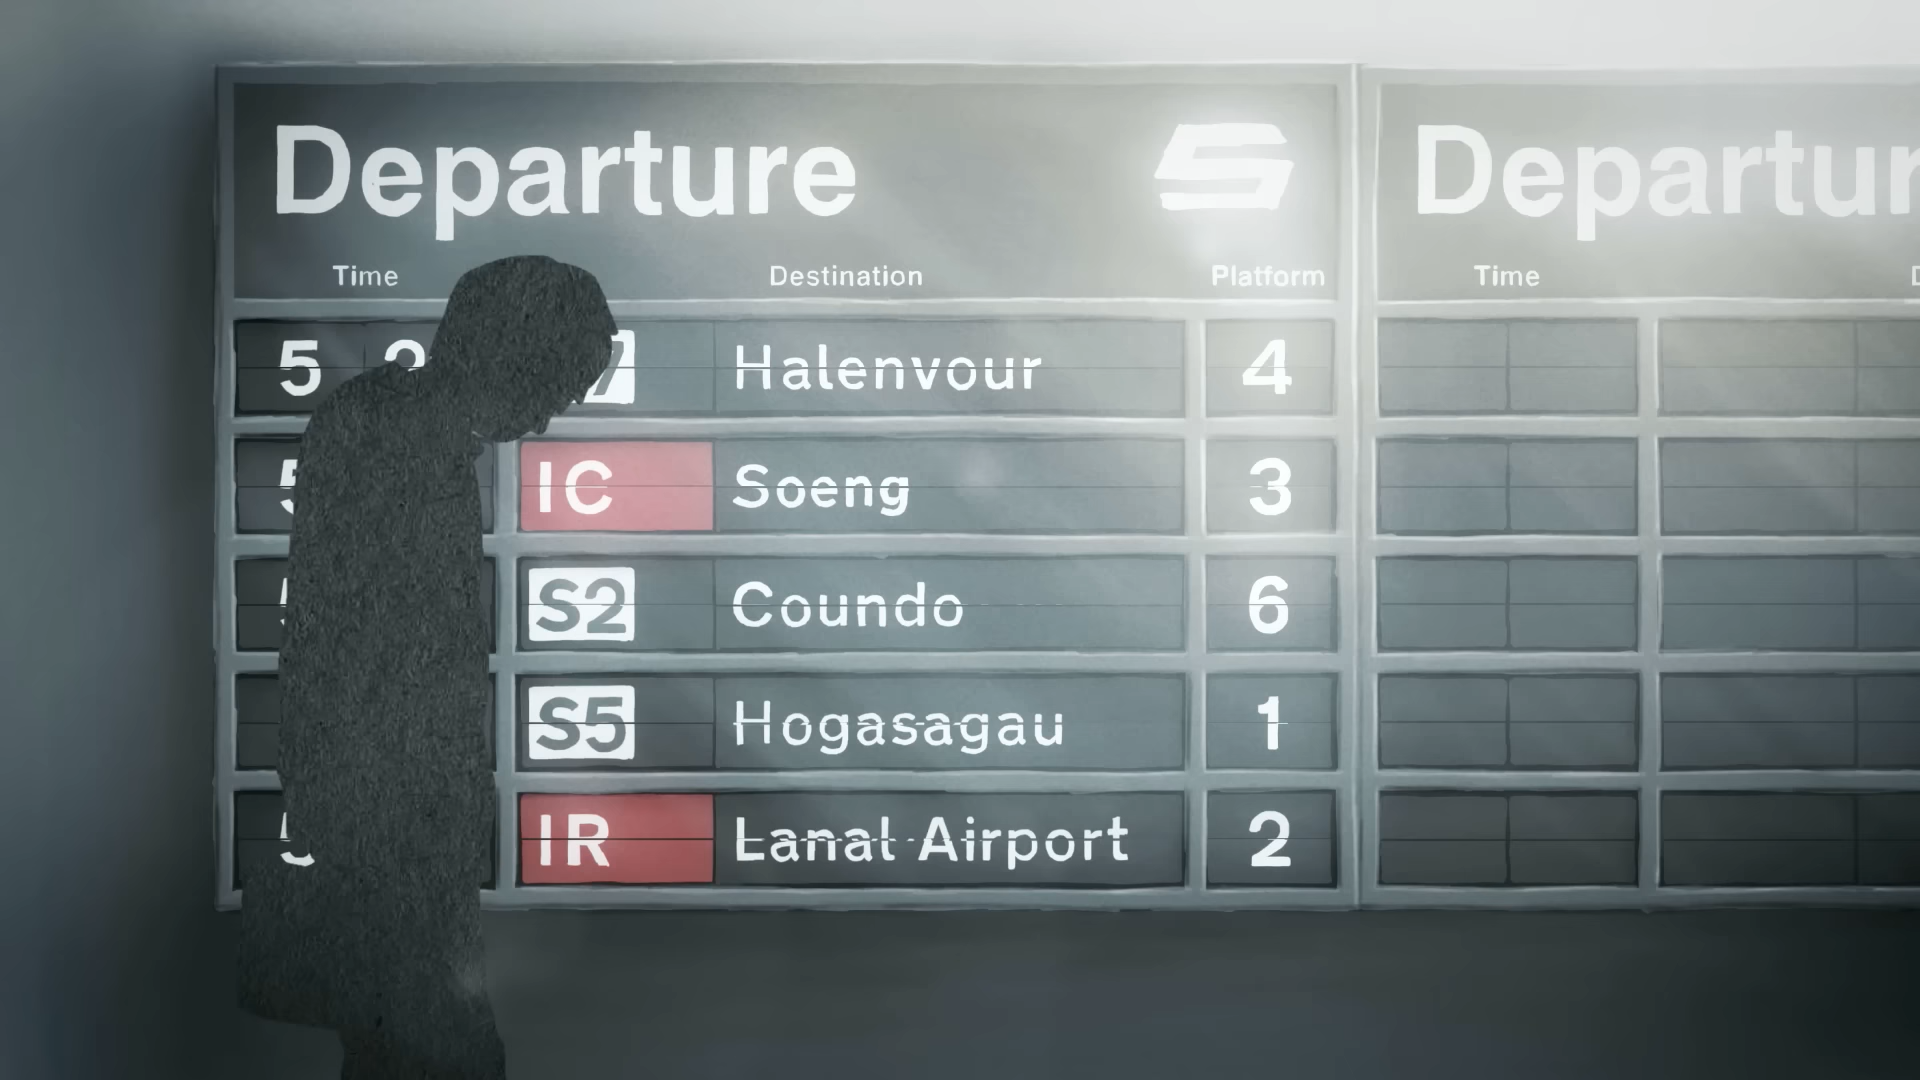 Departure
Time Destination Platform
5 Halenvour 4
IC Soeng 3
S2 Coundo 6
S5 Hogasagau 1
IR Lanal Airport 2
Departur
Time